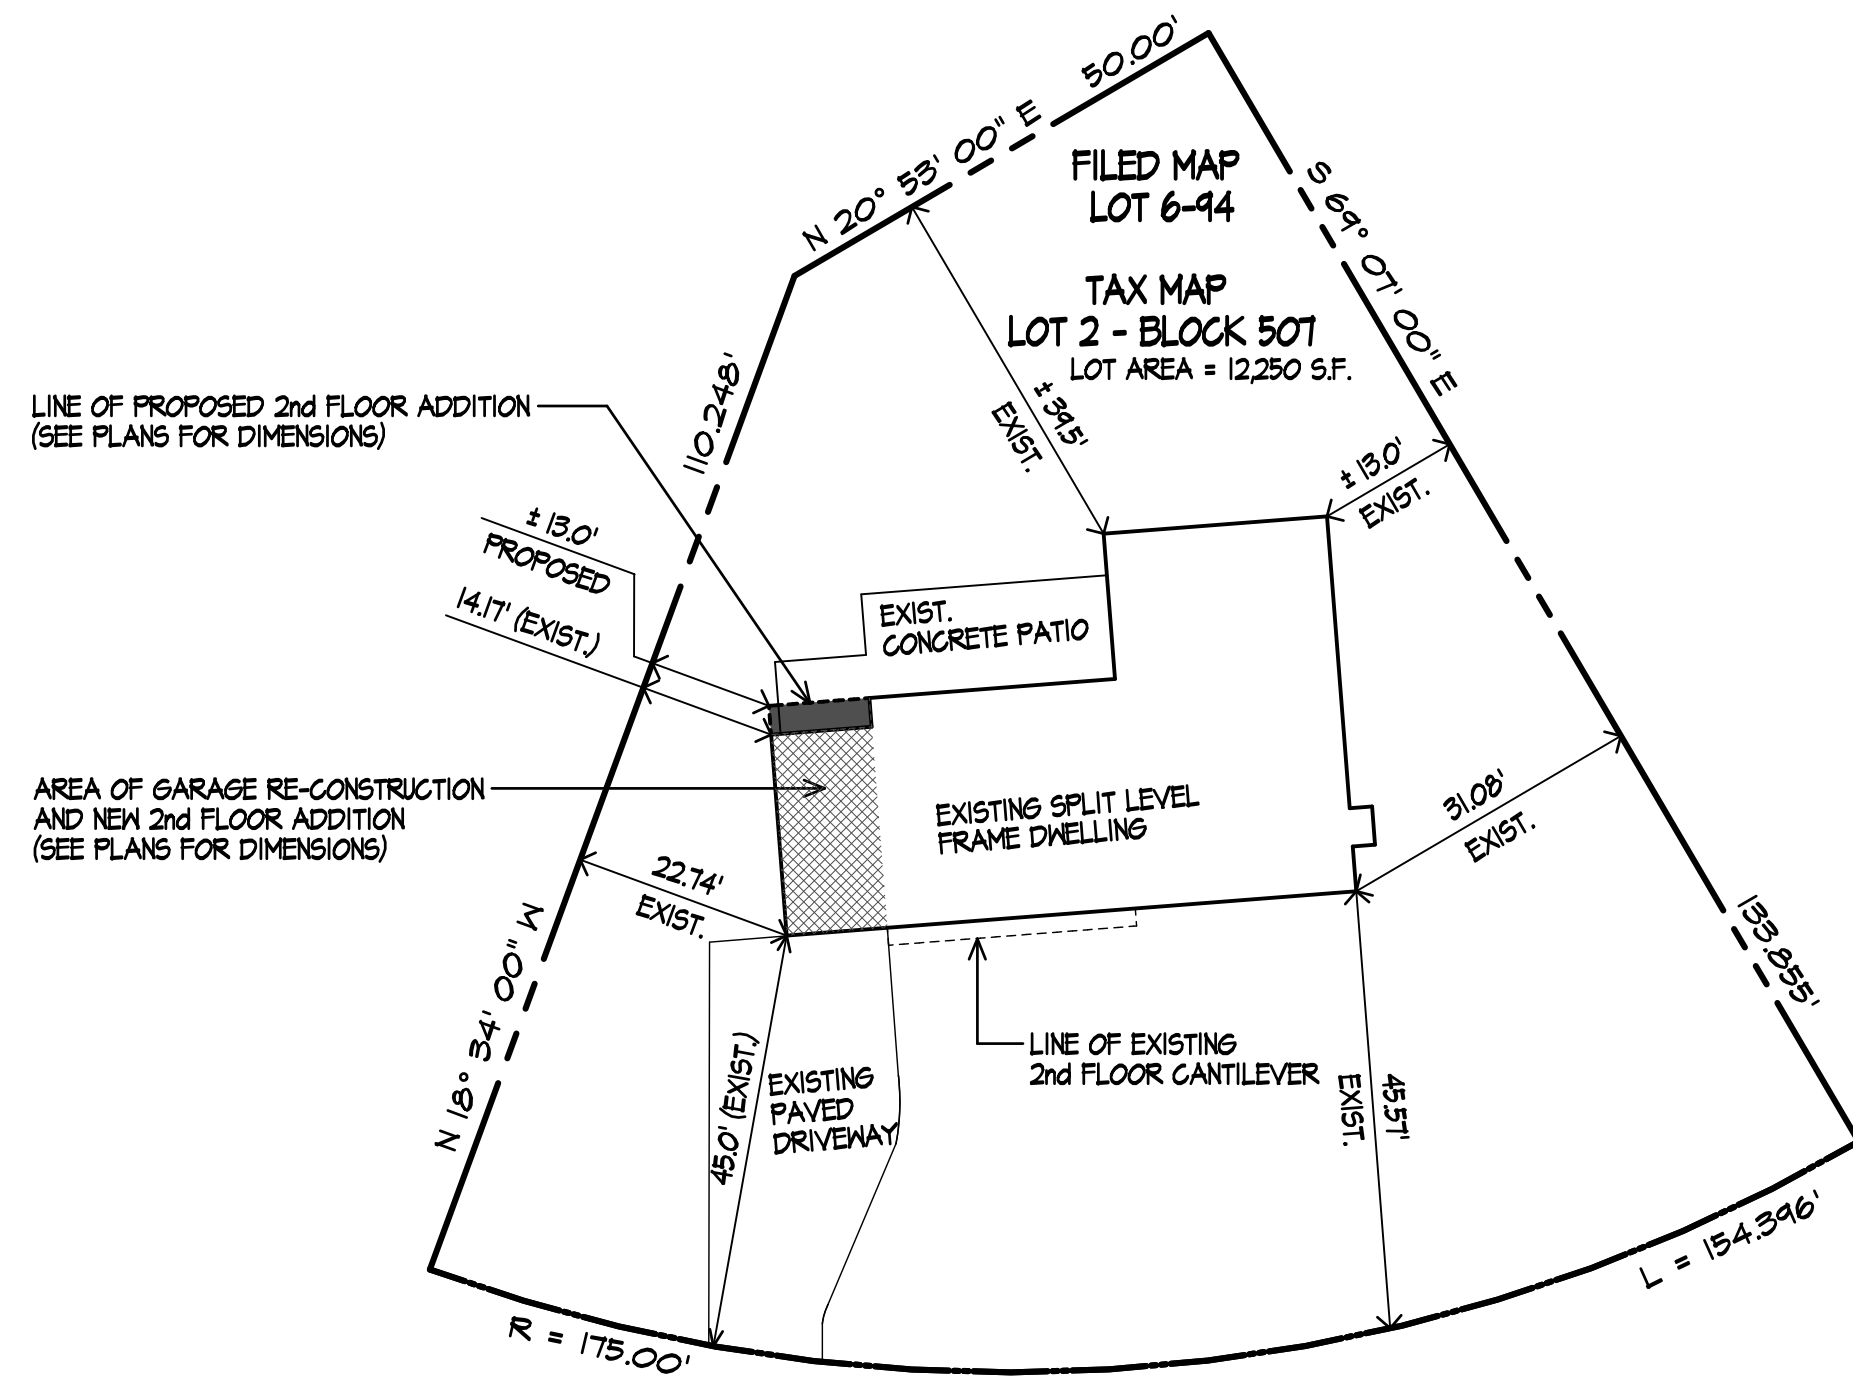 50.00'
N 20° 53' 00" E
FILED MAP
LOT 6-94
S 69° 07' 00" E
TAX MAP
LOT 2 - BLOCK 507
LOT AREA = 12,250 S.F.
110.248'
± 39.5'
EXIST.
LINE OF PROPOSED 2nd FLOOR ADDITION
(SEE PLANS FOR DIMENSIONS)
± 13.0'
EXIST.
± 13.0'
PROPOSED
14.17' (EXIST.)
EXIST.
CONCRETE PATIO
AREA OF GARAGE RE-CONSTRUCTION
AND NEW 2nd FLOOR ADDITION
(SEE PLANS FOR DIMENSIONS)
EXISTING SPLIT LEVEL
FRAME DWELLING
31.08'
EXIST.
22.74'
EXIST.
133.855'
N 18° 34' 00" W
LINE OF EXISTING
2nd FLOOR CANTILEVER
45.0' (EXIST.)
EXISTING
PAVED
DRIVEWAY
45.57'
EXIST.
L = 154.396'
R = 175.00'